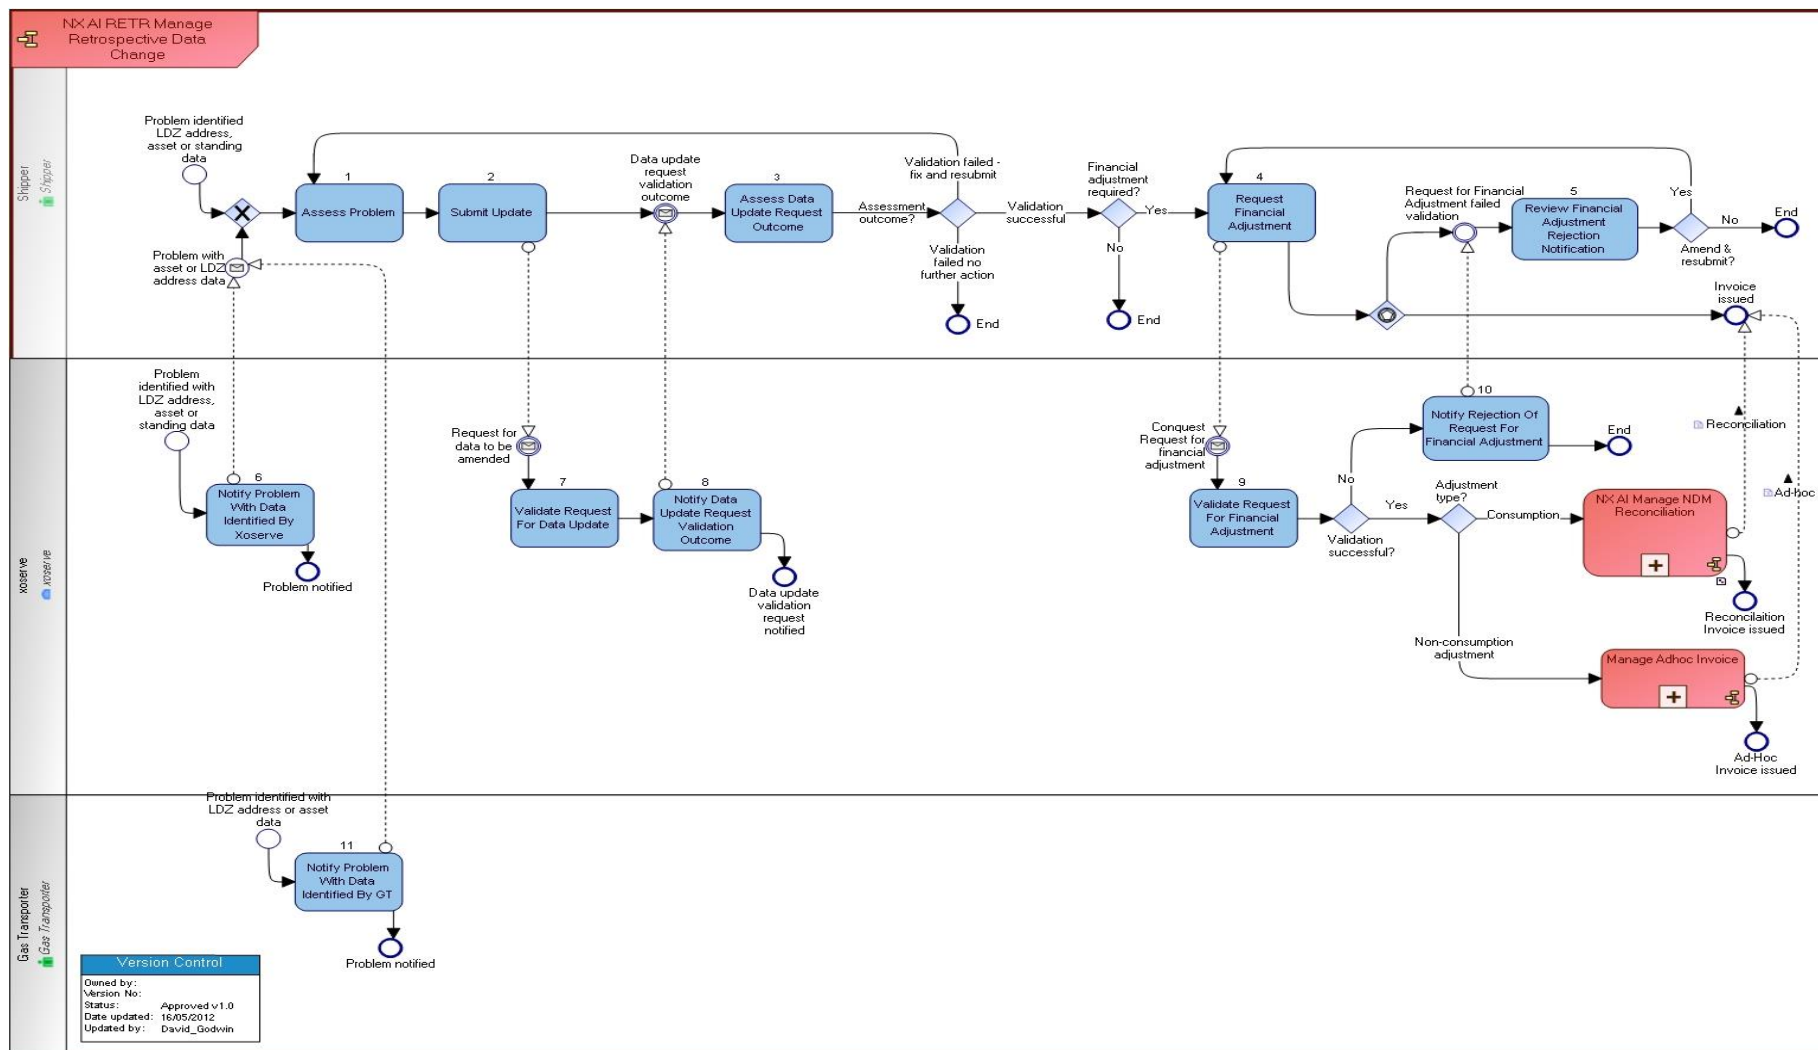 NX AI RETR Manage
Retrospective Data
Change
Shipper
Shipper
Problem identified
LDZ address,
asset or standing
data
Problem with
asset or LDZ
address data
1
Assess Problem
2
Submit Update
Data update
request
validation
outcome
3
Assess Data
Update Request
Outcome
Assessment
outcome?
Validation failed -
fix and resubmit
Validation
successful
Validation
failed no
further action
End
Financial
adjustment
required?
Yes
No
End
4
Request
Financial
Adjustment
Request for Financial
Adjustment failed
validation
5
Review Financial
Adjustment
Rejection
Notification
Yes
No
End
Amend &
resubmit?
Invoice
issued
xoserve
xoserve
Problem
identified with
LDZ address,
asset or
standing data
6
Notify Problem
With Data
Identified By
Xoserve
Problem notified
Request for
data to be
amended
7
Validate Request
For Data Update
8
Notify Data
Update Request
Validation
Outcome
Data update
validation
request
notified
Conquest
Request for
financial
adjustment
9
Validate Request
For Financial
Adjustment
No
Yes
Validation
successful?
10
Notify Rejection Of
Request For
Financial Adjustment
End
Adjustment
type?
Consumption
NX AI Manage NDM
Reconciliation
Reconciliation
Ad-hoc
Reconcilaition
Invoice issued
Non-consumption
adjustment
Manage Adhoc Invoice
Ad-Hoc
Invoice issued
Gas Transporter
Gas Transporter
Problem identified with
LDZ address or asset
data
11
Notify Problem
With Data
Identified By GT
Problem notified
Version Control
Owned by:
Version No:
Status: Approved v1.0
Date updated: 16/05/2012
Updated by: David_Godwin